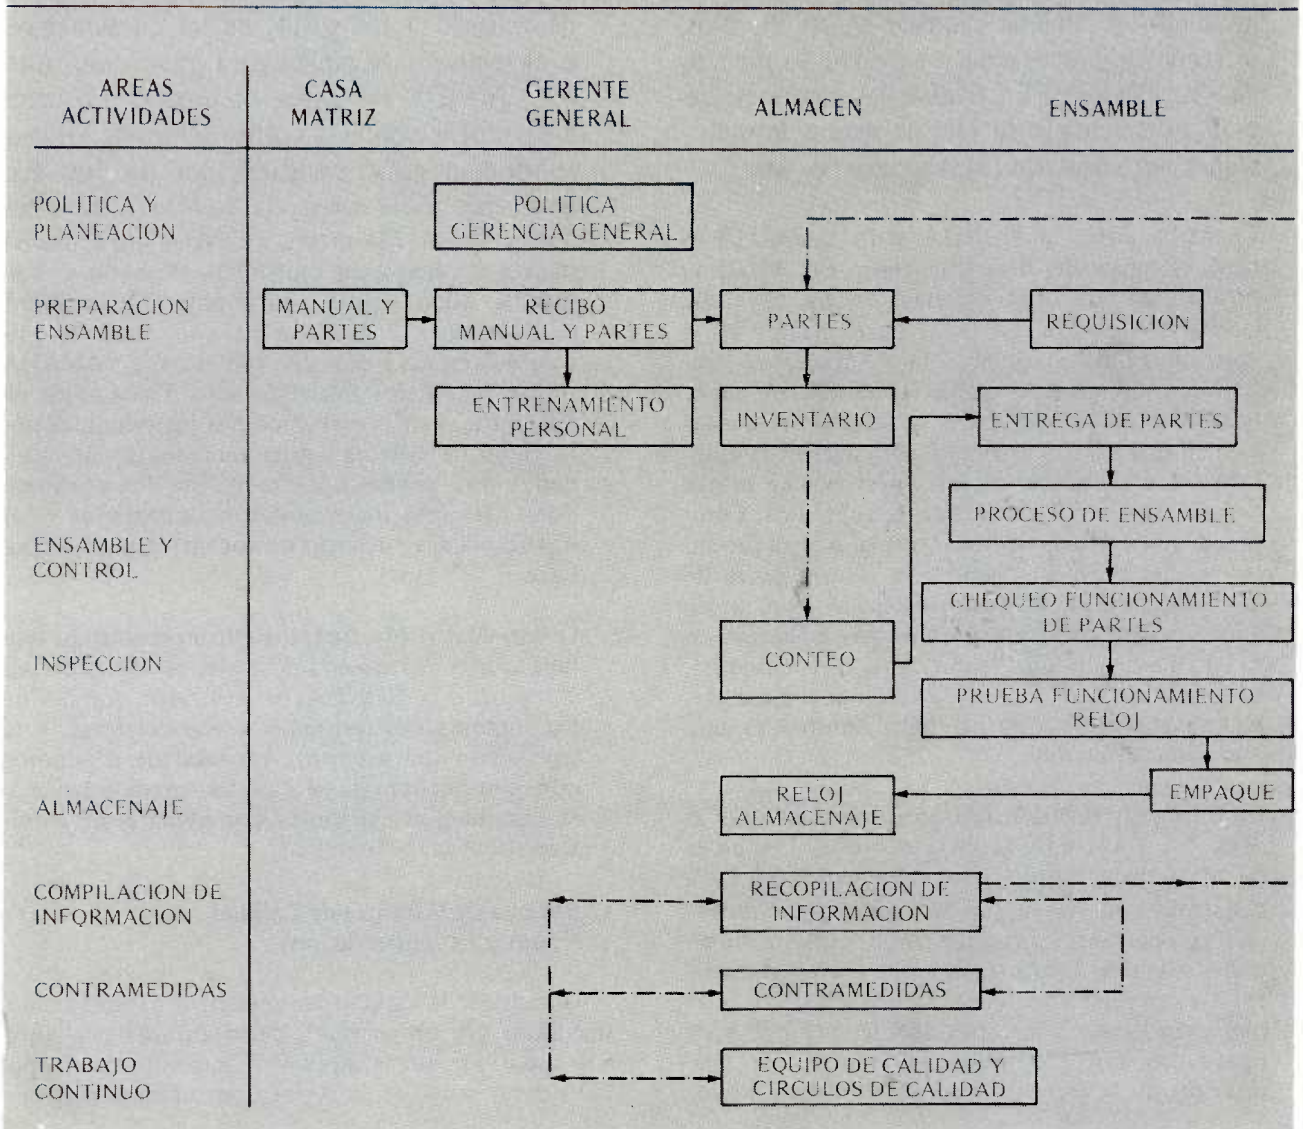 AREAS
ACTIVIDADES
CASA
MATRIZ
GERENTE
GENERAL
ALMACEN
ENSAMBLE
POLITICA Y
PLANEACION
POLITICA
GERENCIA GENERAL
PREPARACION
ENSAMBLE
MANUAL Y
PARTES
RECIBO
MANUAL Y PARTES
PARTES
REQUISICION
ENTRENAMIENTO
PERSONAL
INVENTARIO
ENTREGA DE PARTES
PROCESO DE ENSAMBLE
ENSAMBLE Y
CONTROL
CHEQUEO FUNCIONAMIENTO
DE PARTES
INSPECCION
CONTEO
PRUEBA FUNCIONAMIENTO
RELOJ
ALMACENAJE
RELOJ
ALMACENAJE
EMPAQUE
COMPILACION DE
INFORMACION
RECOPILACION DE
INFORMACION
CONTRAMEDIDAS
CONTRAMEDIDAS
TRABAJO
CONTINUO
EQUIPO DE CALIDAD Y
CIRCULOS DE CALIDAD